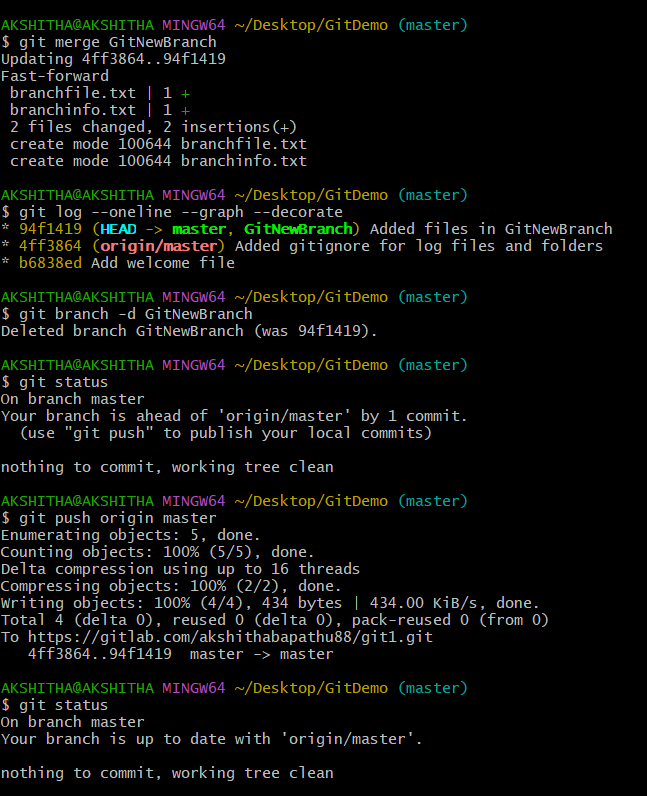 AKSHITHA@AKSHITHA MINGW64 ~/Desktop/GitDemo (master)
$ git merge GitNewBranch
Updating 4ff3864..94f1419
Fast-forward
 branchfile.txt | 1 +
 branchinfo.txt | 1 +
 2 files changed, 2 insertions(+)
 create mode 100644 branchfile.txt
 create mode 100644 branchinfo.txt
AKSHITHA@AKSHITHA MINGW64 ~/Desktop/GitDemo (master)
$ git log --oneline --graph --decorate
* 94f1419 (HEAD -> master, GitNewBranch) Added files in GitNewBranch
* 4ff3864 (origin/master) Added gitignore for log files and folders
* b6838ed Add welcome file
AKSHITHA@AKSHITHA MINGW64 ~/Desktop/GitDemo (master)
$ git branch -d GitNewBranch
Deleted branch GitNewBranch (was 94f1419).
AKSHITHA@AKSHITHA MINGW64 ~/Desktop/GitDemo (master)
$ git status
On branch master
Your branch is ahead of 'origin/master' by 1 commit.
  (use "git push" to publish your local commits)
nothing to commit, working tree clean
AKSHITHA@AKSHITHA MINGW64 ~/Desktop/GitDemo (master)
$ git push origin master
Enumerating objects: 5, done.
Counting objects: 100% (5/5), done.
Delta compression using up to 16 threads
Compressing objects: 100% (2/2), done.
Writing objects: 100% (4/4), 434 bytes | 434.00 KiB/s, done.
Total 4 (delta 0), reused 0 (delta 0), pack-reused 0 (from 0)
To https://gitlab.com/akshithabapathu88/git1.git
   4ff3864..94f1419  master -> master
AKSHITHA@AKSHITHA MINGW64 ~/Desktop/GitDemo (master)
$ git status
On branch master
Your branch is up to date with 'origin/master'.
nothing to commit, working tree clean